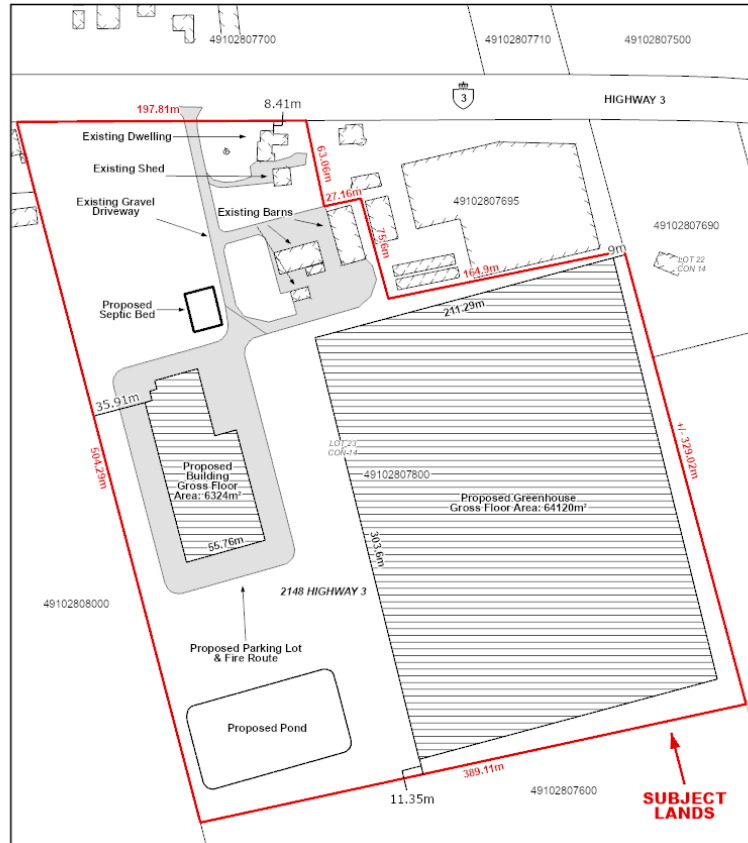 49102807700
49102807710
49102807500
3
HIGHWAY 3
197.81m
8.41m
Existing Dwelling
Existing Shed
Existing Gravel
Driveway
Existing Barns
63.06m
27.16m
75.6m
49102807695
164.9m
9m
49102807690
LOT 22
CON 14
211.29m
Proposed
Septic Bed
35.91m
504.29m
Proposed
Building
Gross Floor
Area: 6324m²
55.76m
LOT 23
CON 14
49102807800
Proposed Greenhouse
Gross Floor Area: 64120m²
+/- 329.02m
303.6m
2148 HIGHWAY 3
49102808000
Proposed Parking Lot
& Fire Route
Proposed Pond
389.11m
11.35m
49102807600
SUBJECT
LANDS